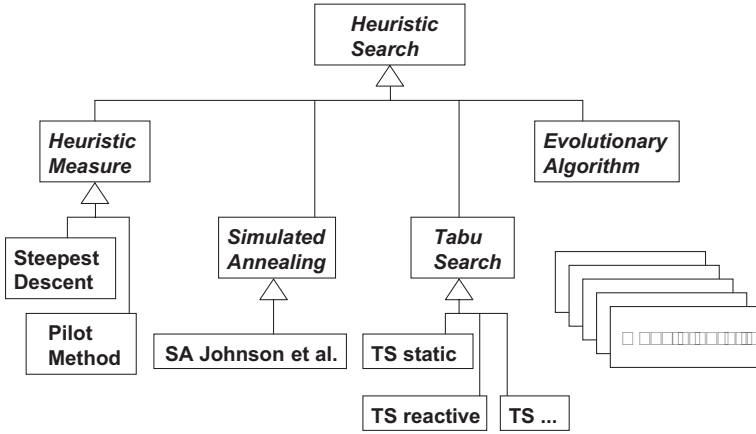 Heuristic
Search
Heuristic
Measure
Evolutionary
Algorithm
Simulated
Annealing
Tabu
Search
Steepest
Descent
Pilot
Method
SA Johnson et al.
TS static
TS reactive
TS ...